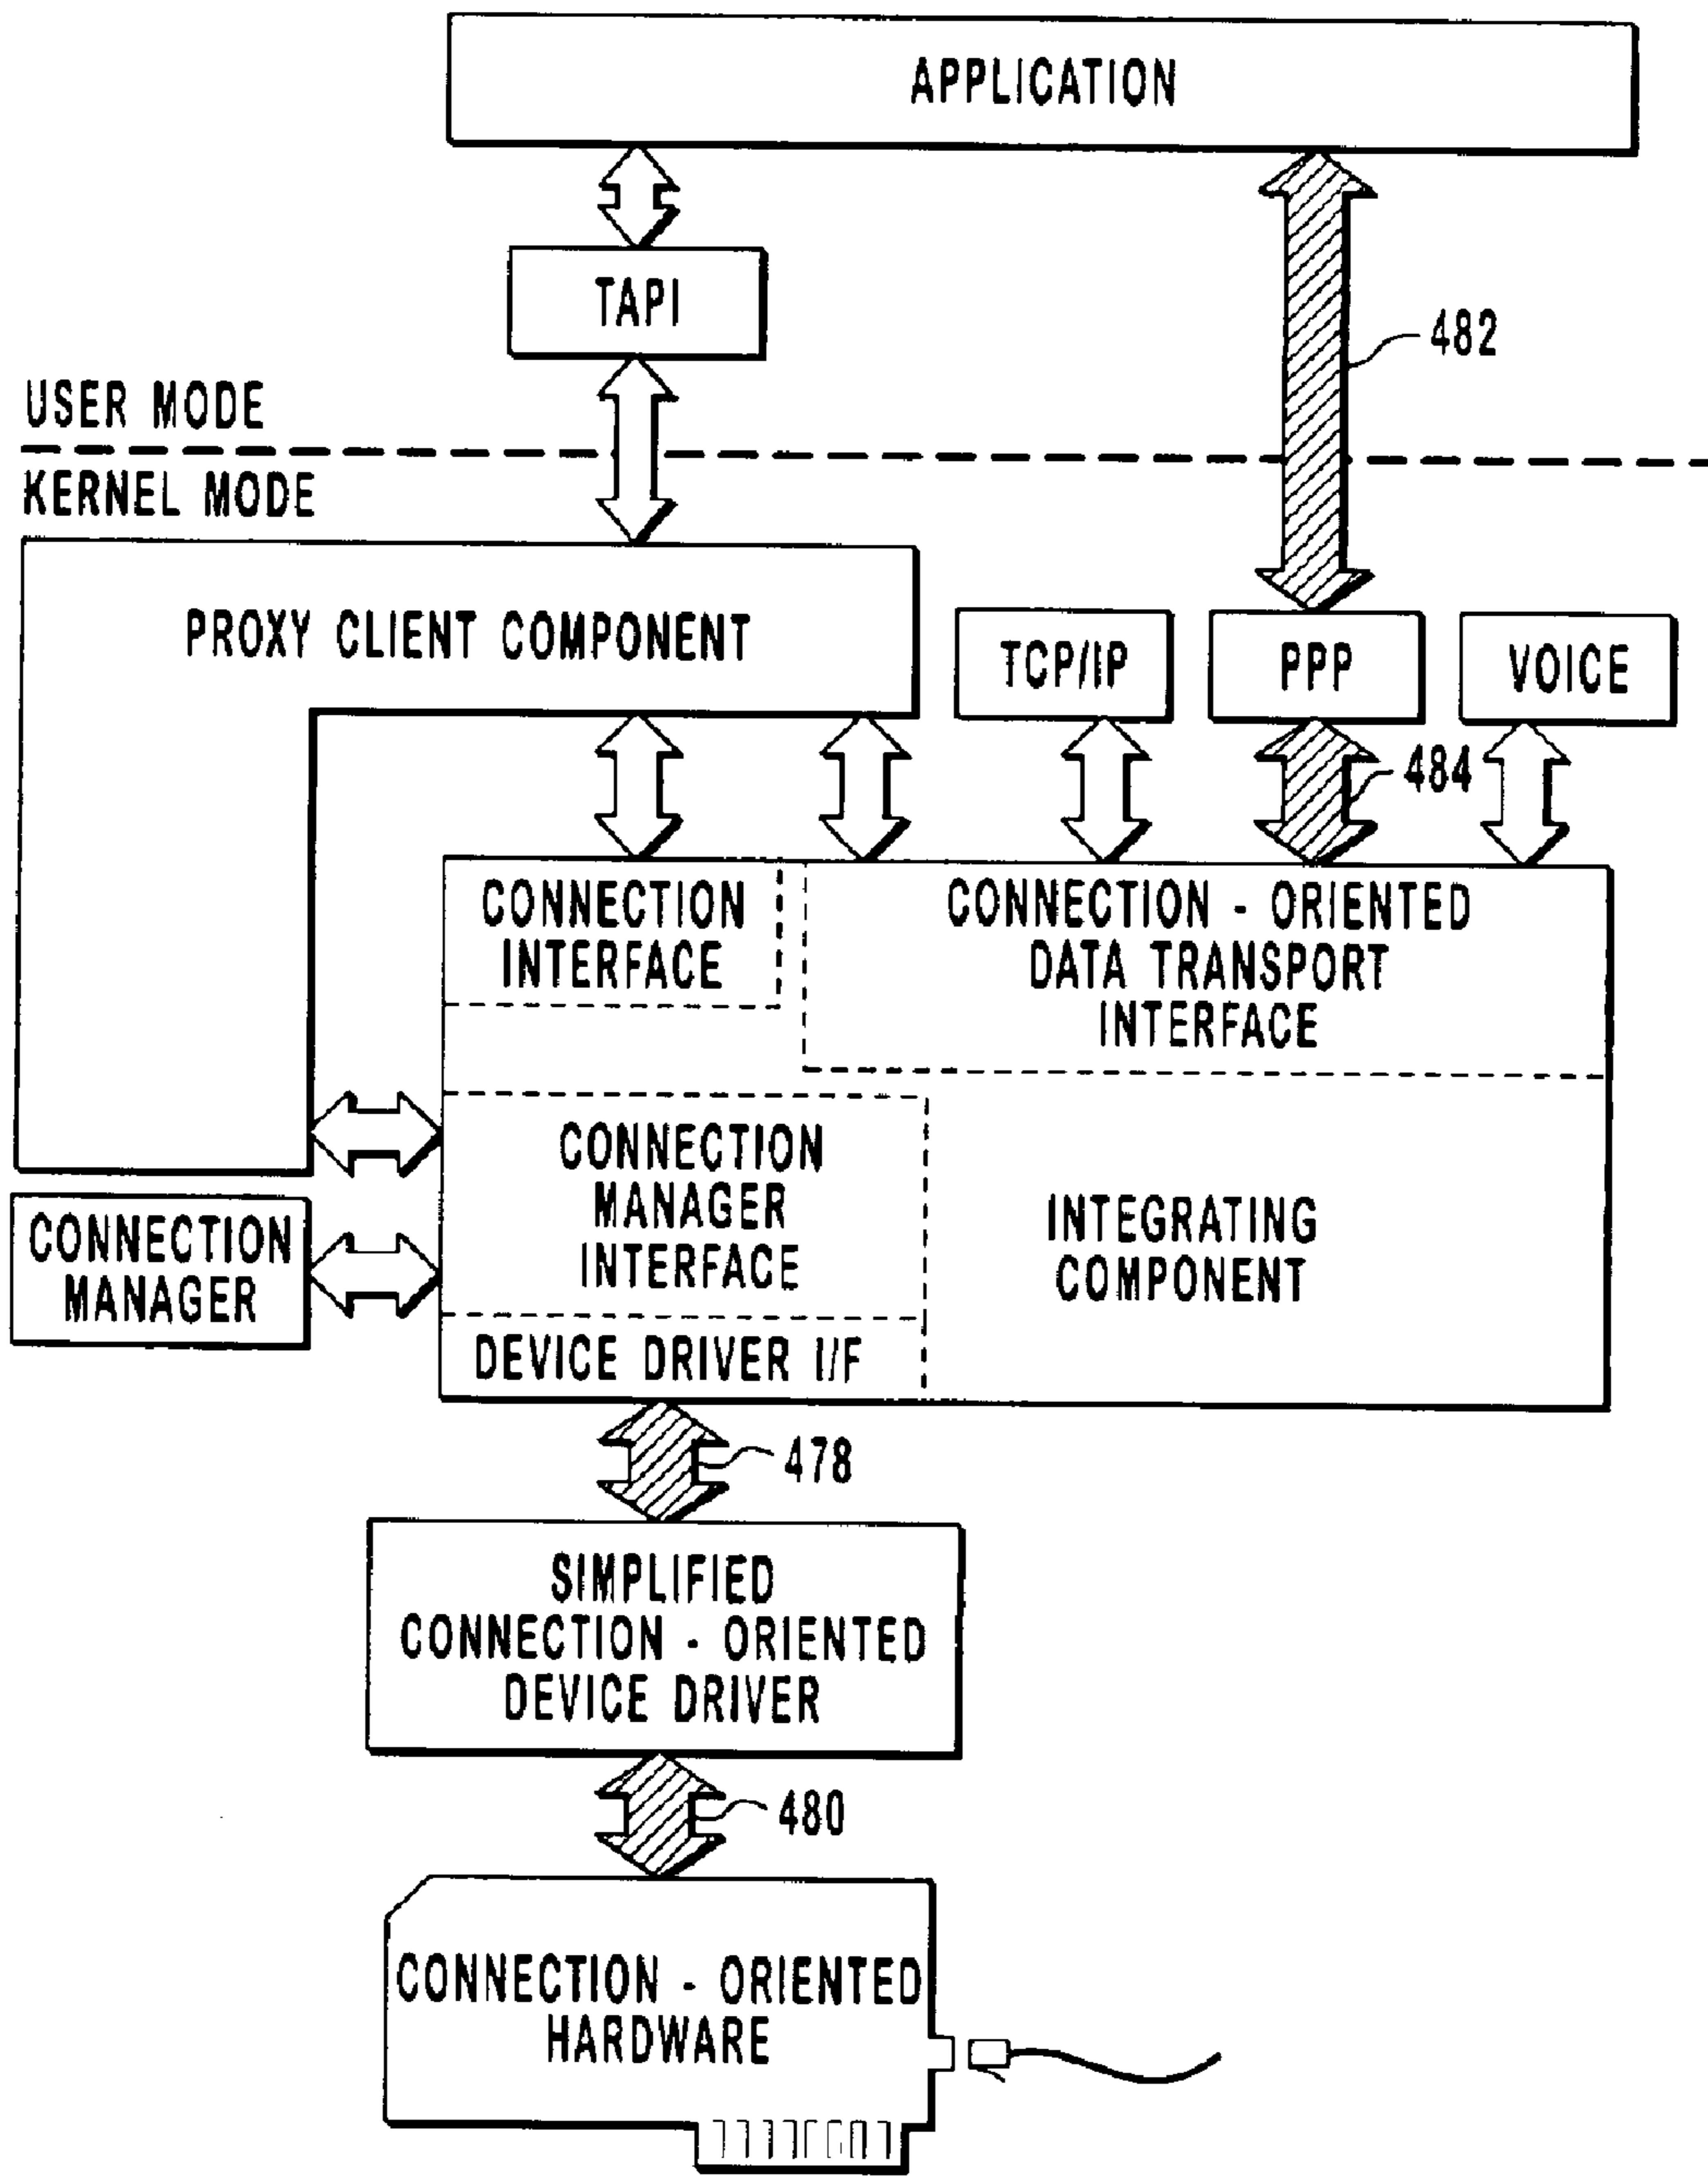 APPLICATION
TAPI
482
USER MODE
KERNEL MODE
PROXY CLIENT COMPONENT
TCP/IP
PPP
VOICE
484
CONNECTION
INTERFACE
CONNECTION - ORIENTED
DATA TRANSPORT
INTERFACE
CONNECTION
MANAGER
INTERFACE
INTEGRATING
COMPONENT
CONNECTION
MANAGER
DEVICE DRIVER I/F
478
SIMPLIFIED
CONNECTION - ORIENTED
DEVICE DRIVER
480
CONNECTION - ORIENTED
HARDWARE